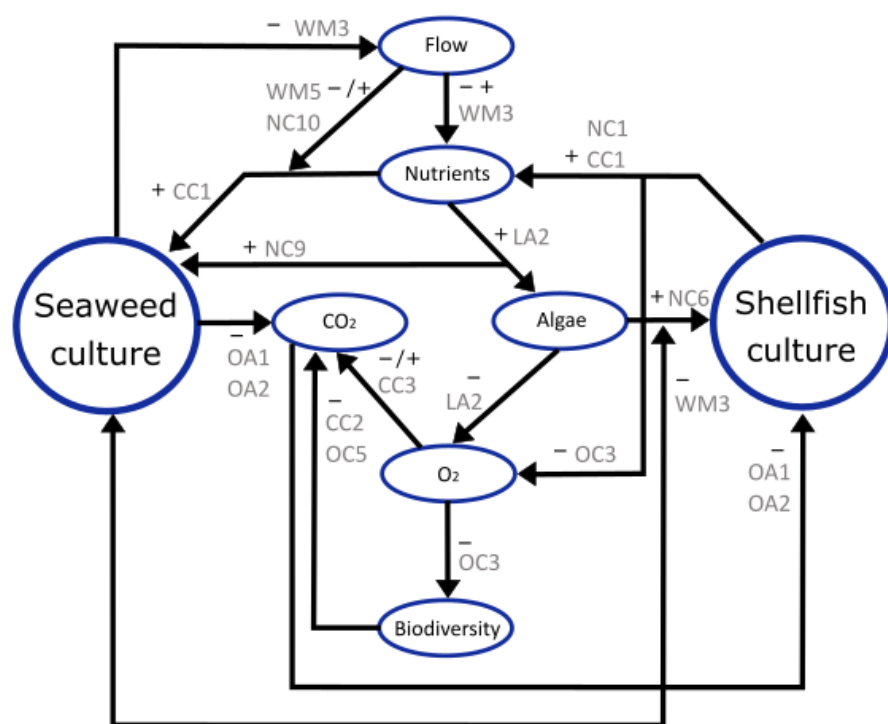 − WM3
Flow
WM5 −/+
NC10
− +
WM3
NC1
+ CC1
Nutrients
+ CC1
+ LA2
+ NC9
Seaweed
culture
CO₂
Algae
+ NC6
Shellfish
culture
−
OA1
OA2
−/+
CC3
−
LA2
−
WM3
−
CC2
OC5
O₂
− OC3
−
OA1
OA2
−
OC3
Biodiversity